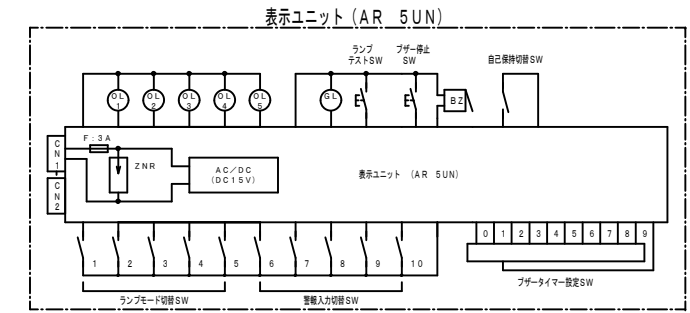 表示ユニット（AR 5UN）
ランプ
テストSW
ブザー停止
SW
自己保持切替SW
OL
1
OL
2
OL
3
OL
4
OL
5
GL
BZ
CN1
F:3A
ZNR
AC/DC
(DC15V)
表示ユニット （AR 5UN）
CN2
0 1 2 3 4 5 6 7 8 9
1 2 3 4 5 6 7 8 9 10
ブザータイマー設定SW
ランプモード切替SW
警報入力切替SW